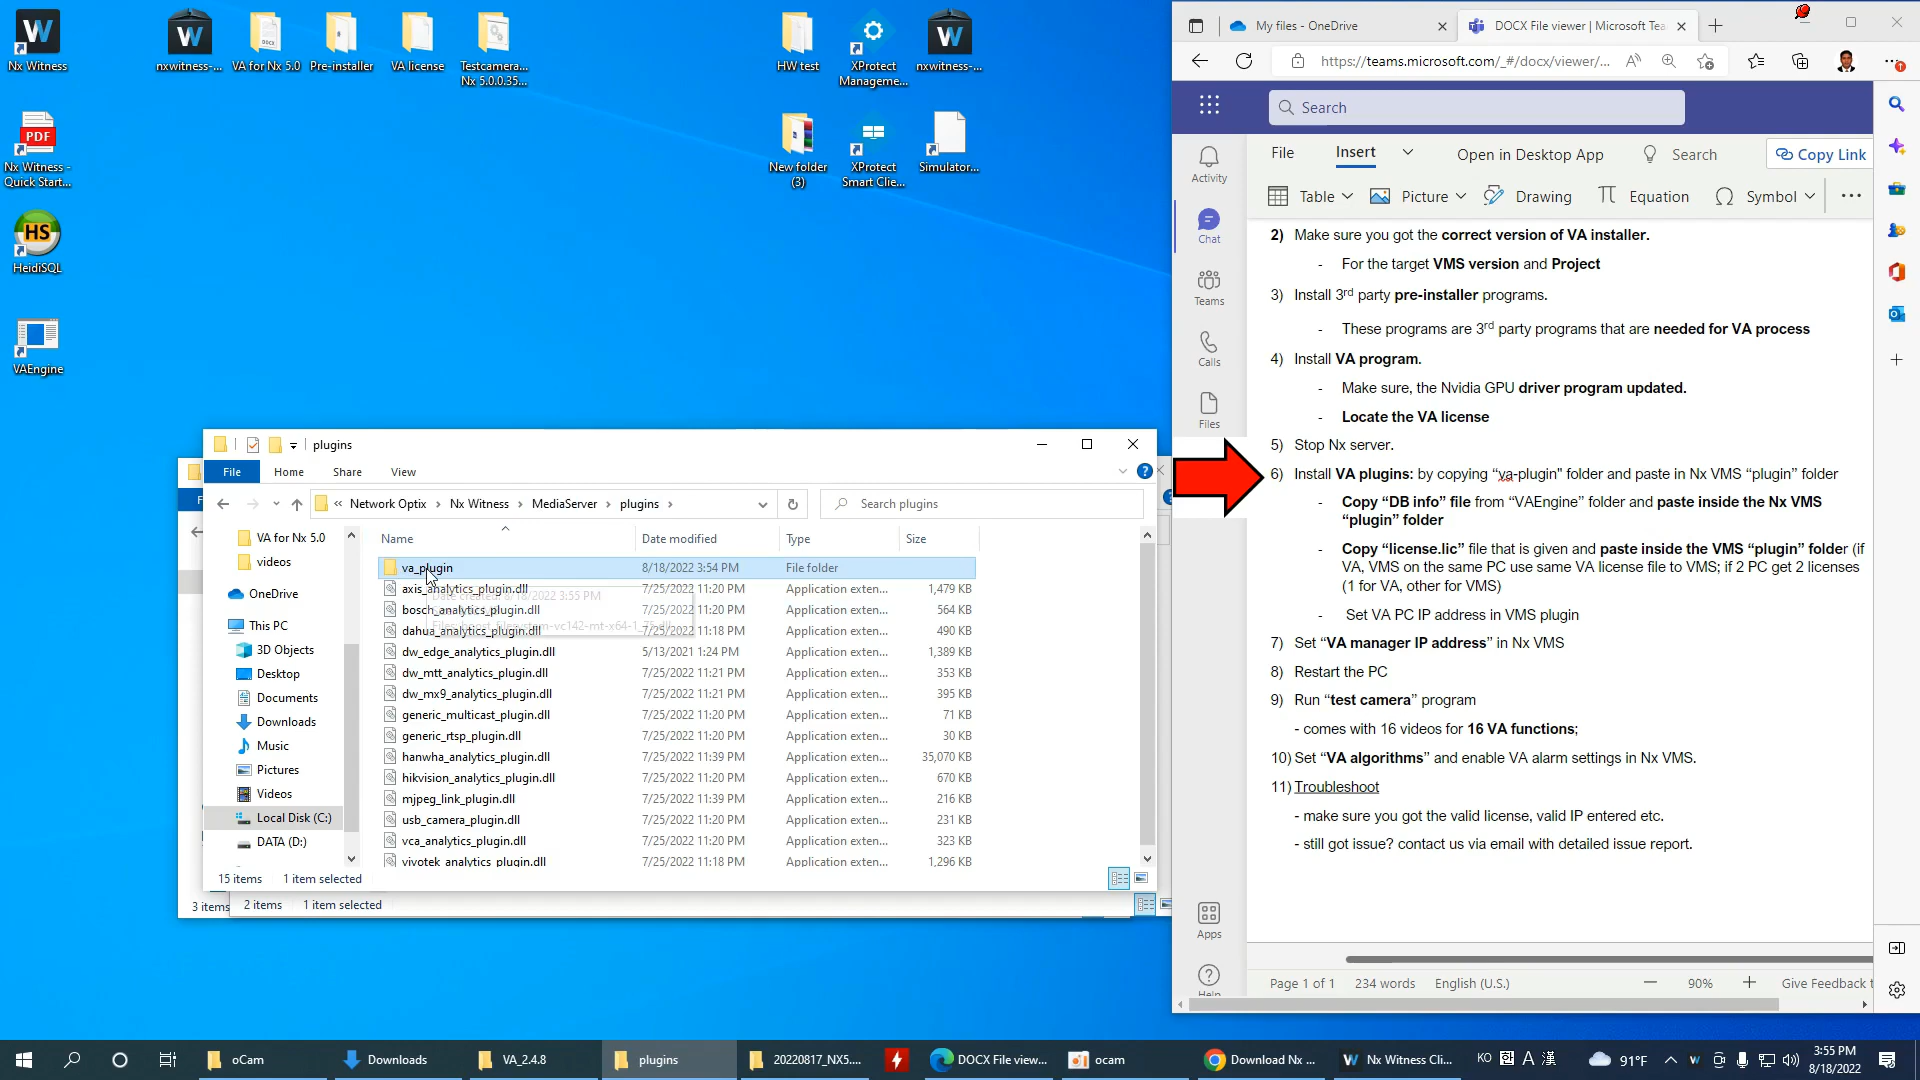 Nx Witness
nxwitness-...
VA for Nx 5.0
Pre-installer
VA license
Testcamera...
Nx 5.0.0.35...
HW test
XProtect
Manageme...
nxwitness-...
PDF
Nx Witness -
Quick Start...
New folder
(3)
XProtect
Smart Clie...
Simulator...
HS
HeidiSQL
VAEngine
plugins
File
Home
Share
View
« Network Optix › Nx Witness › MediaServer › plugins ›
Search plugins
VA for Nx 5.0
videos
OneDrive
This PC
3D Objects
Desktop
Documents
Downloads
Music
Pictures
Videos
Local Disk (C:)
DATA (D:)
Name Date modified Type Size
va_plugin 8/18/2022 3:54 PM File folder
axis_analytics_plugin.dll 7/25/2022 11:20 PM Application exten... 1,479 KB
bosch_analytics_plugin.dll 7/25/2022 11:20 PM Application exten... 564 KB
dahua_analytics_plugin.dll 7/25/2022 11:18 PM Application exten... 490 KB
dw_edge_analytics_plugin.dll 5/13/2021 1:24 PM Application exten... 1,389 KB
dw_mtt_analytics_plugin.dll 7/25/2022 11:21 PM Application exten... 353 KB
dw_mx9_analytics_plugin.dll 7/25/2022 11:21 PM Application exten... 395 KB
generic_multicast_plugin.dll 7/25/2022 11:20 PM Application exten... 71 KB
generic_rtsp_plugin.dll 7/25/2022 11:20 PM Application exten... 30 KB
hanwha_analytics_plugin.dll 7/25/2022 11:39 PM Application exten... 35,070 KB
hikvision_analytics_plugin.dll 7/25/2022 11:20 PM Application exten... 670 KB
mjpeg_link_plugin.dll 7/25/2022 11:39 PM Application exten... 216 KB
usb_camera_plugin.dll 7/25/2022 11:20 PM Application exten... 231 KB
vca_analytics_plugin.dll 7/25/2022 11:20 PM Application exten... 323 KB
vivotek_analytics_plugin.dll 7/25/2022 11:18 PM Application exten... 1,296 KB
Date created: 8/18/2022 3:55 PM
15 items 1 item selected
3 items 2 items 1 item selected
My files - OneDrive
DOCX File viewer | Microsoft Tea
https://teams.microsoft.com/_#/docx/viewer/...
Search
Activity
Chat
Teams
Calls
Files
Apps
Help
File
Insert
Open in Desktop App
Search
Copy Link
Table
Picture
Drawing
Equation
Symbol
2) Make sure you got the correct version of VA installer.
- For the target VMS version and Project
3) Install 3rd party pre-installer programs.
- These programs are 3rd party programs that are needed for VA process
4) Install VA program.
- Make sure, the Nvidia GPU driver program updated.
- Locate the VA license
5) Stop Nx server.
6) Install VA plugins: by copying “va-plugin” folder and paste in Nx VMS “plugin” folder
- Copy “DB info” file from “VAEngine” folder and paste inside the Nx VMS
“plugin” folder
- Copy “license.lic” file that is given and paste inside the VMS “plugin” folder (if
VA, VMS on the same PC use same VA license file to VMS; if 2 PC get 2 licenses
(1 for VA, other for VMS)
- Set VA PC IP address in VMS plugin
7) Set “VA manager IP address” in Nx VMS
8) Restart the PC
9) Run “test camera” program
- comes with 16 videos for 16 VA functions;
10) Set “VA algorithms” and enable VA alarm settings in Nx VMS.
11) Troubleshoot
- make sure you got the valid license, valid IP entered etc.
- still got issue? contact us via email with detailed issue report.
Page 1 of 1
234 words
English (U.S.)
90%
Give Feedback t
oCam
Downloads
VA_2.4.8
plugins
20220817_NX5....
DOCX File view...
ocam
Download Nx ...
Nx Witness Cli...
KO
한
A
漢
91°F
3:55 PM
8/18/2022